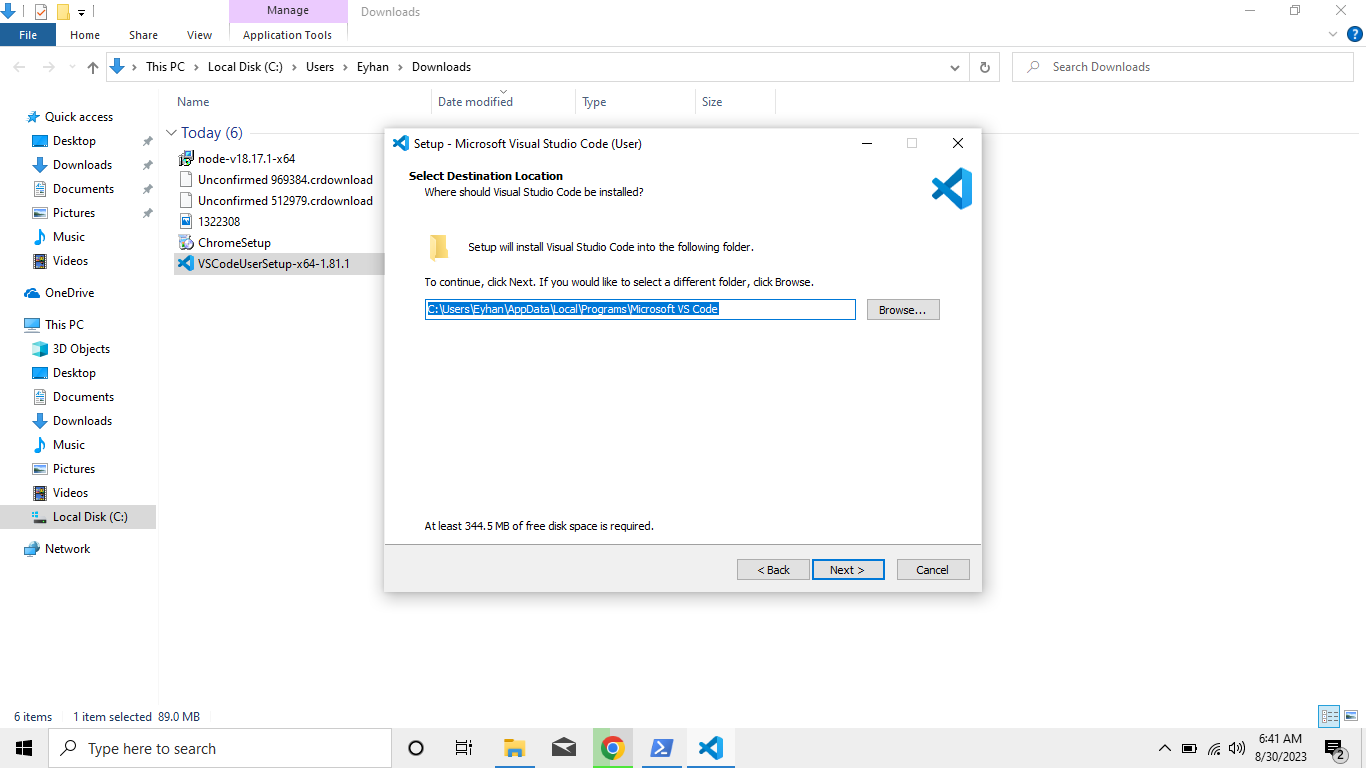 Manage
Downloads
File
Home
Share
View
Application Tools
This PC
Local Disk (C:)
Users
Eyhan
Downloads
Search Downloads
Name
Date modified
Type
Size
Quick access
Desktop
Downloads
Documents
Pictures
Music
Videos
OneDrive
This PC
3D Objects
Desktop
Documents
Downloads
Music
Pictures
Videos
Local Disk (C:)
Network
Today (6)
node-v18.17.1-x64
Unconfirmed 969384.crdownload
Unconfirmed 512979.crdownload
1322308
ChromeSetup
VSCodeUserSetup-x64-1.81.1
Setup - Microsoft Visual Studio Code (User)
Select Destination Location
Where should Visual Studio Code be installed?
Setup will install Visual Studio Code into the following folder.
To continue, click Next. If you would like to select a different folder, click Browse.
C:\Users\Eyhan\AppData\Local\Programs\Microsoft VS Code
Browse...
At least 344.5 MB of free disk space is required.
< Back
Next >
Cancel
6 items
1 item selected 89.0 MB
Type here to search
6:41 AM
8/30/2023
2